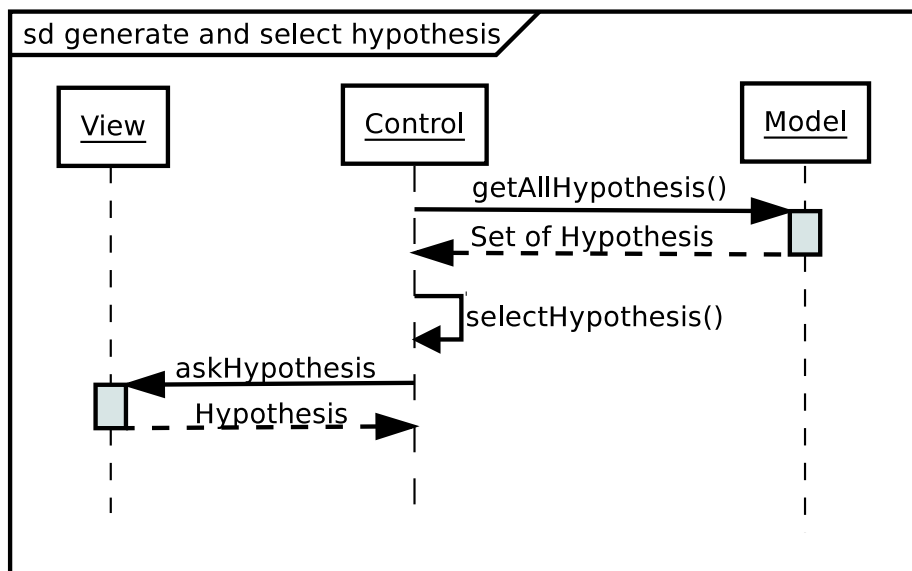 sd generate and select hypothesis
View
Control
Model
getAllHypothesis()
Set of Hypothesis
selectHypothesis()
askHypothesis
Hypothesis